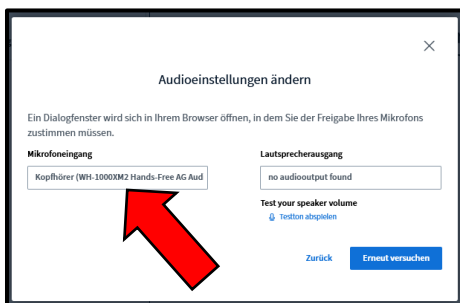 Audioeinstellungen ändern
Ein Dialogfenster wird sich in Ihrem Browser öffnen, in dem Sie der Freigabe Ihres Mikrofons
zustimmen müssen.
Mikrofoneingang
Lautsprecherausgang
Kopfhörer (WH-1000XM2 Hands-Free AG Aud
no audiooutput found
Test your speaker volume
Testton abspielen
Zurück
Erneut versuchen